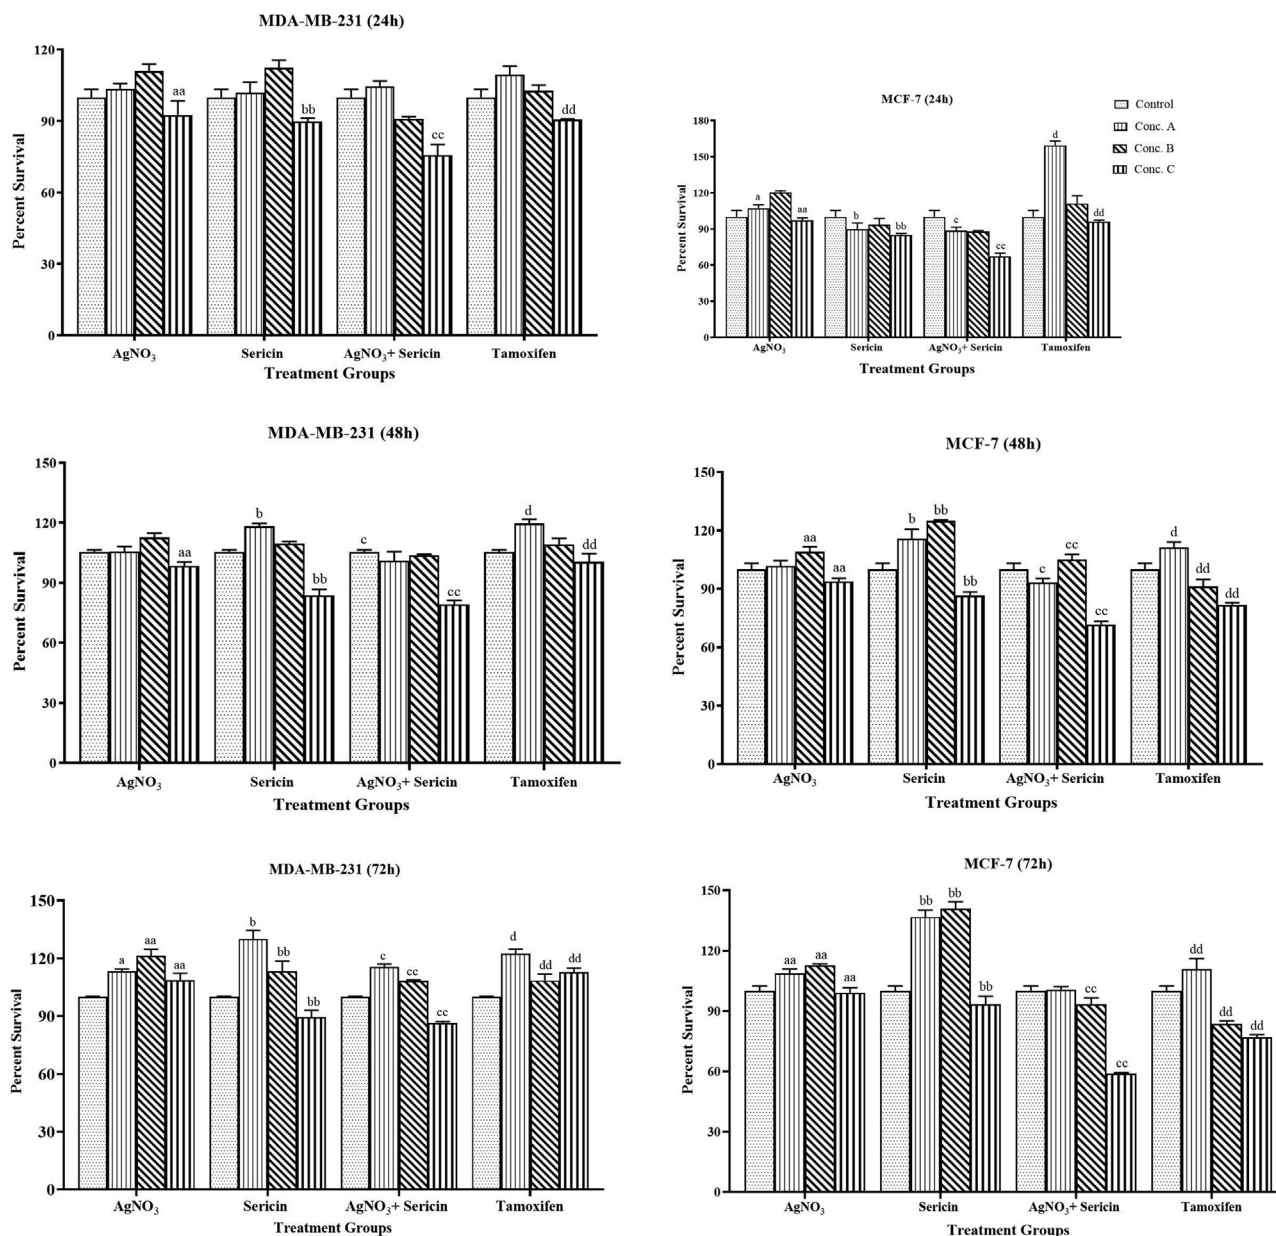 MDA-MB-231 (24h)
120
90
60
30
0
Percent Survival
aa
bb
cc
dd
AgNO3
Sericin
AgNO3+ Sericin
Tamoxifen
Treatment Groups
MCF-7 (24h)
180
150
120
90
60
30
0
Percent Survival
a
aa
b
bb
c
cc
d
dd
AgNO3
Sericin
AgNO3+ Sericin
Tamoxifen
Treatment Groups
Control
Conc. A
Conc. B
Conc. C
MDA-MB-231 (48h)
150
120
90
60
30
0
Percent Survival
aa
b
bb
c
cc
d
dd
AgNO3
Sericin
AgNO3+ Sericin
Tamoxifen
Treatment Groups
MCF-7 (48h)
150
120
90
60
30
0
Percent Survival
aa
aa
b
bb
bb
c
cc
cc
d
dd
dd
AgNO3
Sericin
AgNO3+ Sericin
Tamoxifen
Treatment Groups
MDA-MB-231 (72h)
150
120
90
60
30
0
Percent Survival
a
aa
aa
b
bb
bb
c
cc
cc
d
dd
dd
AgNO3
Sericin
AgNO3+ Sericin
Tamoxifen
Treatment Groups
MCF-7 (72h)
150
120
90
60
30
0
Percent Survival
aa
aa
aa
bb
bb
bb
cc
cc
dd
dd
dd
AgNO3
Sericin
AgNO3+ Sericin
Tamoxifen
Treatment Groups